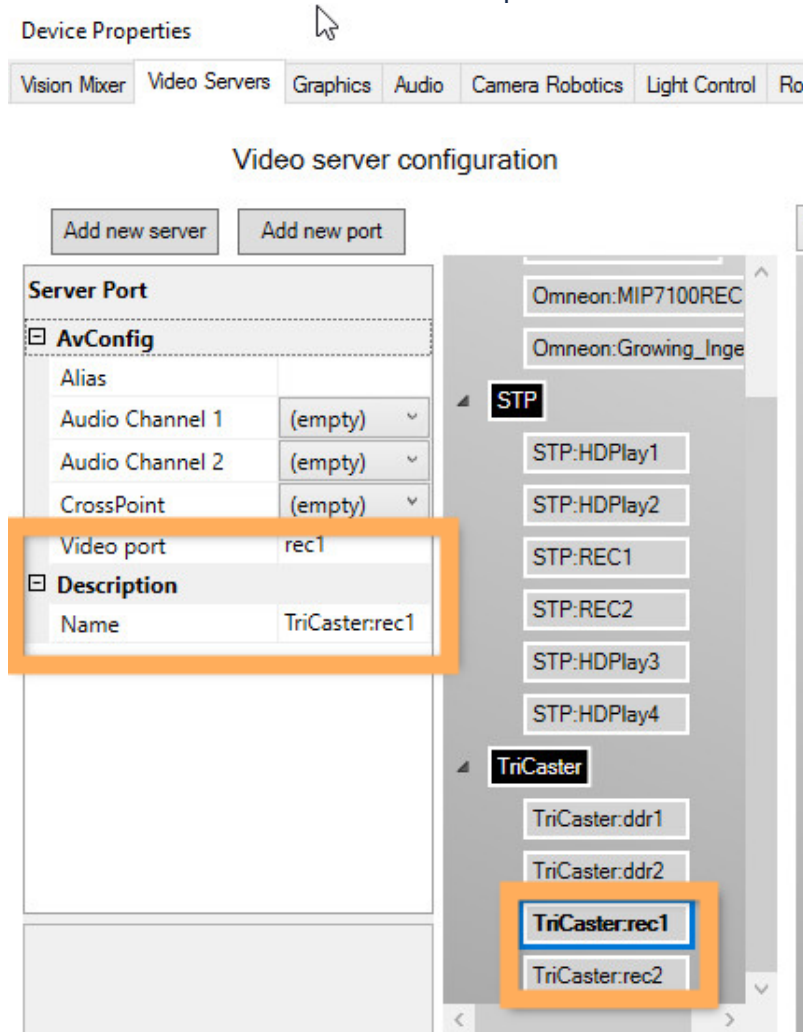 Device Properties
Vision Mixer Video Servers Graphics Audio Camera Robotics Light Control Ro
Video server configuration
Add new server Add new port
Server Port
AvConfig
Alias
Audio Channel 1 (empty)
Audio Channel 2 (empty)
CrossPoint (empty)
Video port rec1
Description
Name TriCaster:rec1
Omneon:MIP7100REC
Omneon:Growing_Inge
STP
STP:HDPlay1
STP:HDPlay2
STP:REC1
STP:REC2
STP:HDPlay3
STP:HDPlay4
TriCaster
TriCaster:ddr1
TriCaster:ddr2
TriCaster:rec1
TriCaster:rec2